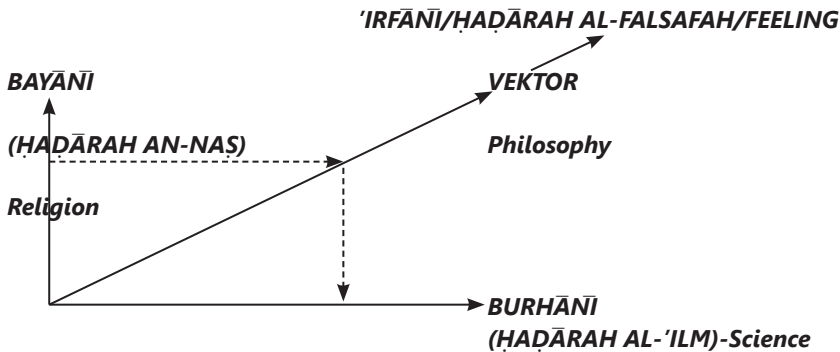 'IRFĀNĪ/ḤAḌĀRAH AL-FALSAFAH/FEELING
BAYĀNĪ
VEKTOR
(ḤAḌĀRAH AN-NAṢ)
Philosophy
Religion
BURHĀNĪ
(ḤAḌĀRAH AL-'ILM)-Science